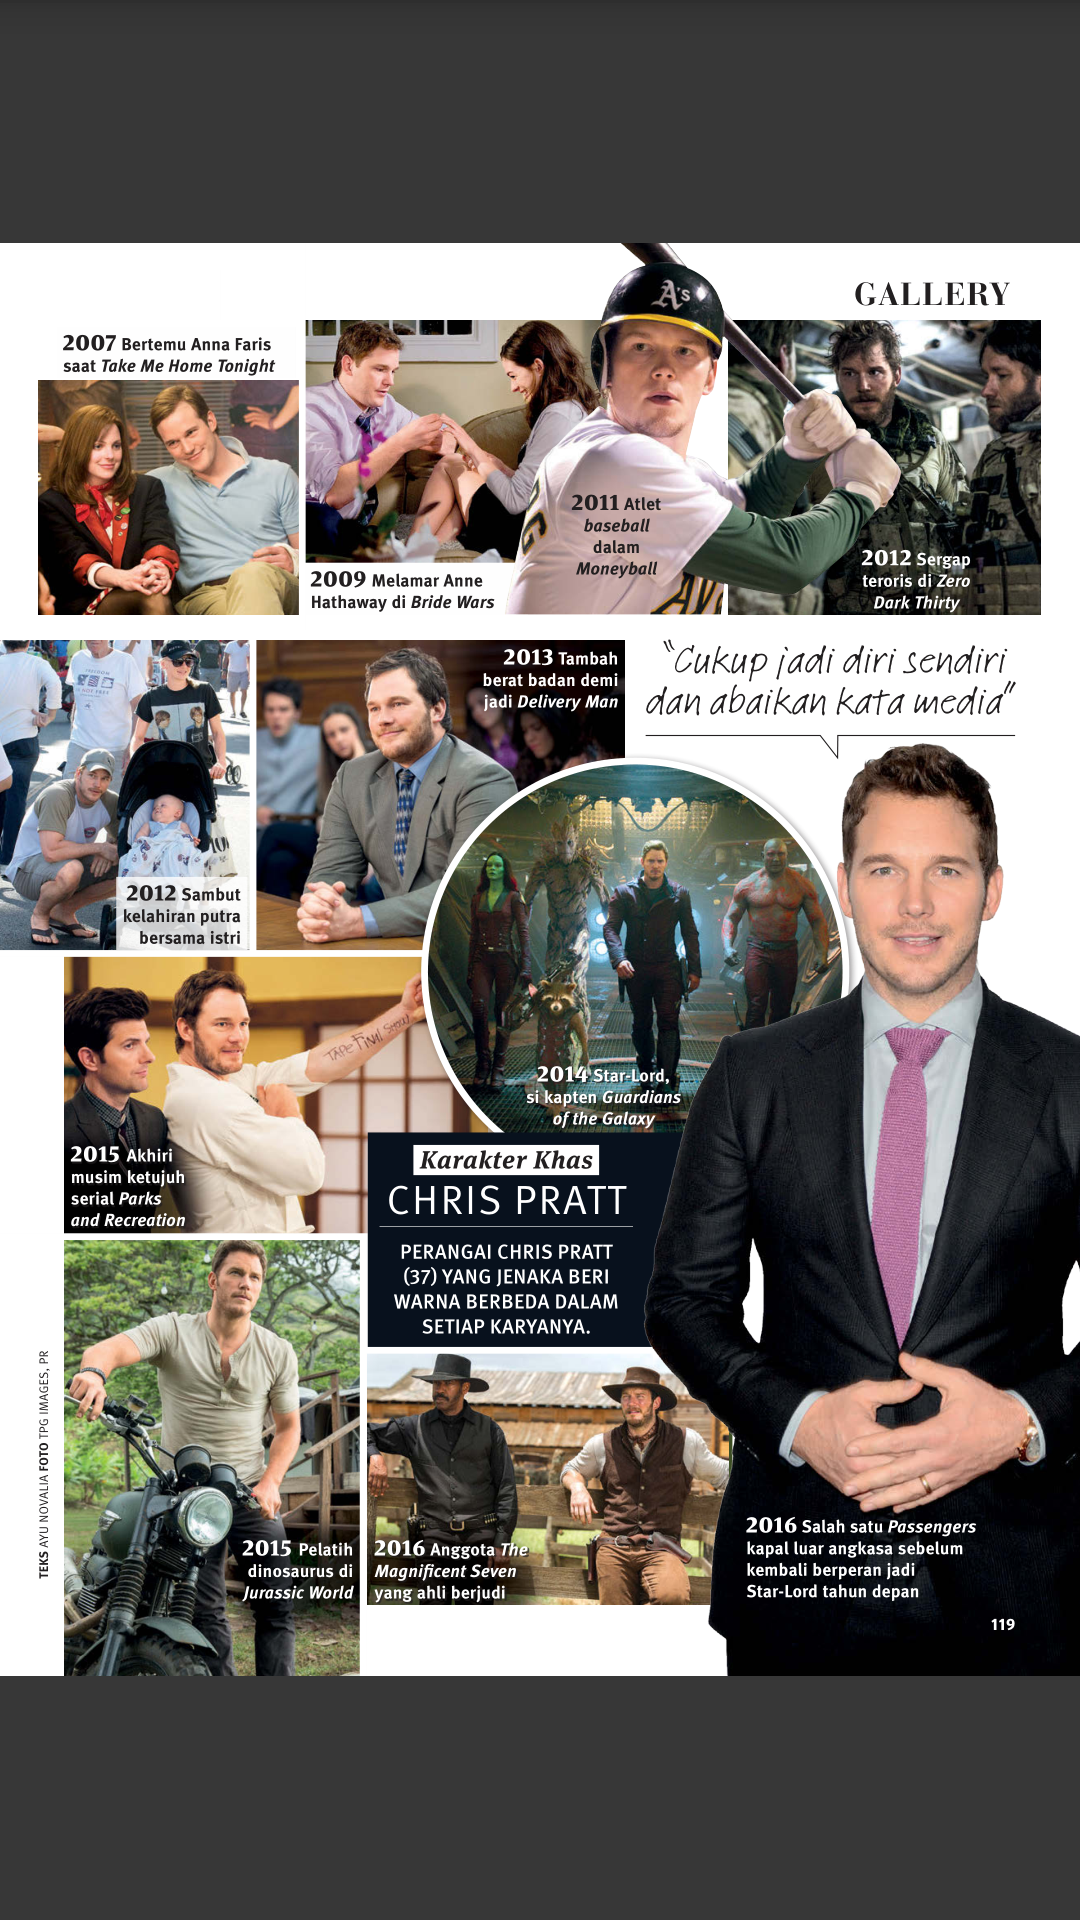 GALLERY
2007 Bertemu Anna Faris
saat Take Me Home Tonight
2009 Melamar Anne
Hathaway di Bride Wars
A's
2011 Atlet
baseball
dalam
Moneyball
2012 Sergap
teroris di Zero
Dark Thirty
2012 Sambut
kelahiran putra
bersama istri
2013 Tambah
berat badan demi
jadi Delivery Man
"Cukup jadi diri sendiri
dan abaikan kata media"
2014 Star-Lord,
si kapten Guardians
of the Galaxy
TAPE FINAL SHOW
2015 Akhiri
musim ketujuh
serial Parks
and Recreation
Karakter Khas
CHRIS PRATT
PERANGAI CHRIS PRATT
(37) YANG JENAKA BERI
WARNA BERBEDA DALAM
SETIAP KARYANYA.
2015 Pelatih
dinosaurus di
Jurassic World
2016 Anggota The
Magnificent Seven
yang ahli berjudi
2016 Salah satu Passengers
kapal luar angkasa sebelum
kembali berperan jadi
Star-Lord tahun depan
119
TEKS AYU NOVALIA FOTO TPG IMAGES, PR